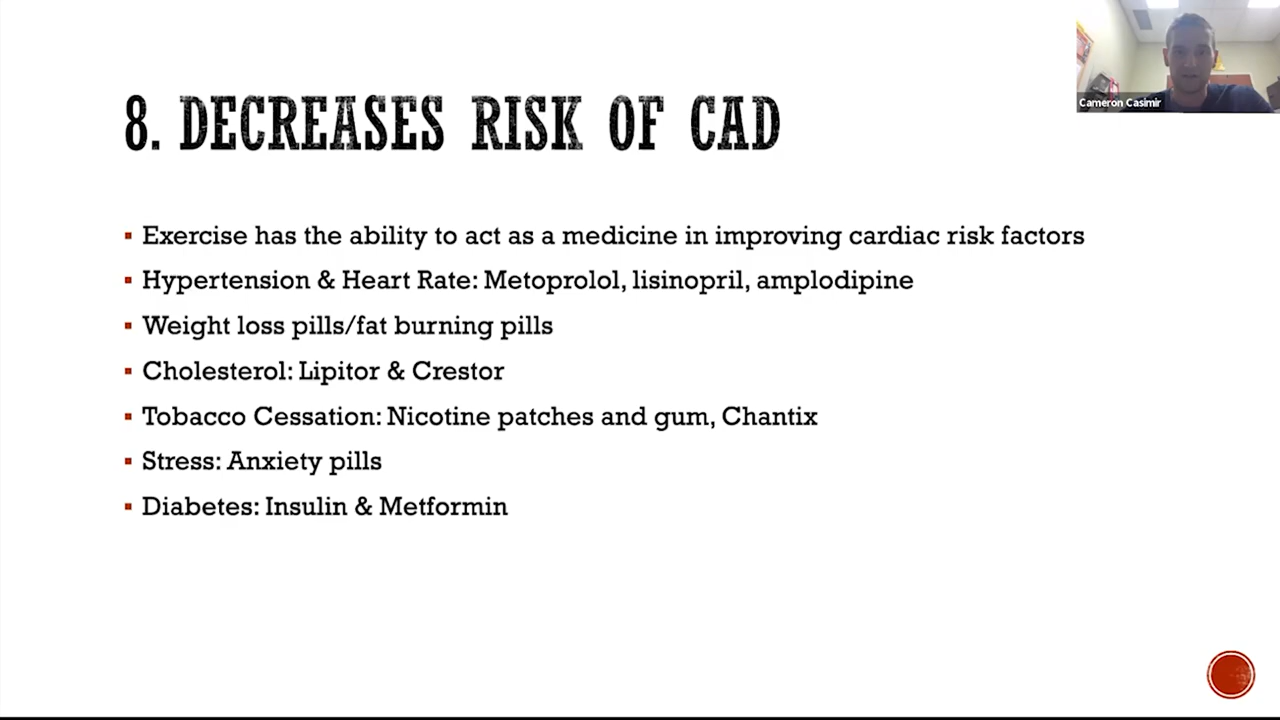 Cameron Casimir
8. DECREASES RISK OF CAD
Exercise has the ability to act as a medicine in improving cardiac risk factors
Hypertension & Heart Rate: Metoprolol, lisinopril, amplodipine
Weight loss pills/fat burning pills
Cholesterol: Lipitor & Crestor
Tobacco Cessation: Nicotine patches and gum, Chantix
Stress: Anxiety pills
Diabetes: Insulin & Metformin